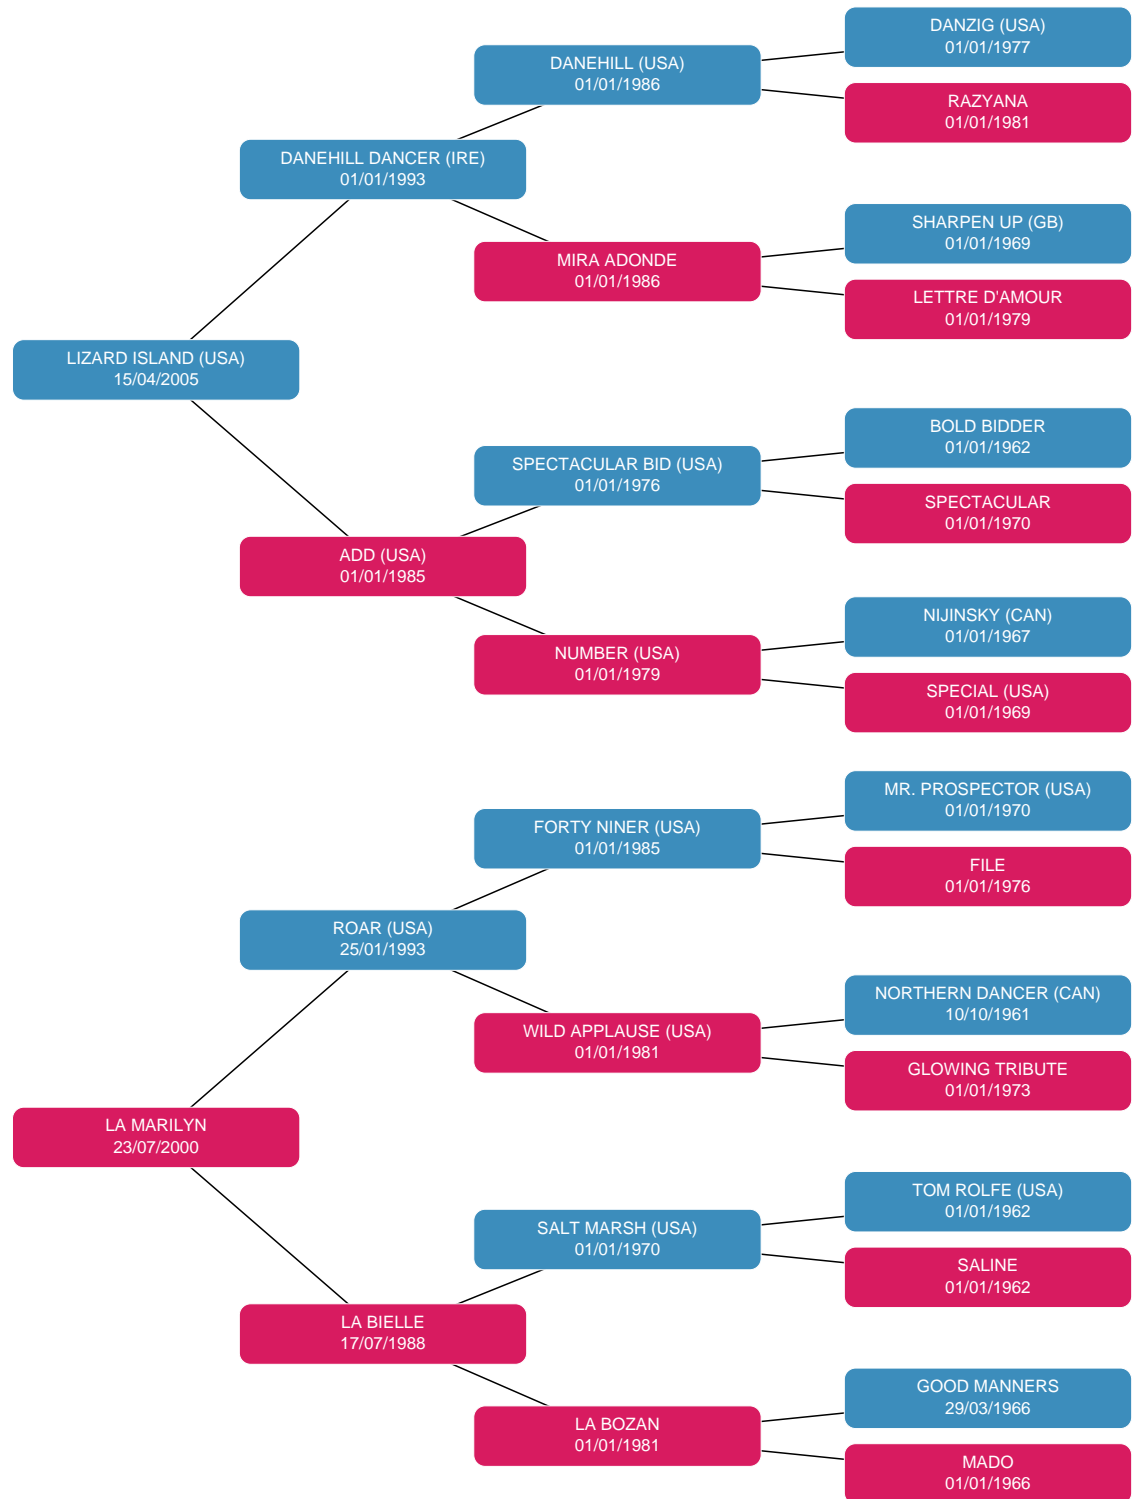 DANZIG (USA)
01/01/1977
DANEHILL (USA)
01/01/1986
RAZYANA
01/01/1981
DANEHILL DANCER (IRE)
01/01/1993
SHARPEN UP (GB)
01/01/1969
MIRA ADONDE
01/01/1986
LETTRE D'AMOUR
01/01/1979
LIZARD ISLAND (USA)
15/04/2005
BOLD BIDDER
01/01/1962
SPECTACULAR BID (USA)
01/01/1976
SPECTACULAR
01/01/1970
ADD (USA)
01/01/1985
NIJINSKY (CAN)
01/01/1967
NUMBER (USA)
01/01/1979
SPECIAL (USA)
01/01/1969
MR. PROSPECTOR (USA)
01/01/1970
FORTY NINER (USA)
01/01/1985
FILE
01/01/1976
ROAR (USA)
25/01/1993
NORTHERN DANCER (CAN)
10/10/1961
WILD APPLAUSE (USA)
01/01/1981
GLOWING TRIBUTE
01/01/1973
LA MARILYN
23/07/2000
TOM ROLFE (USA)
01/01/1962
SALT MARSH (USA)
01/01/1970
SALINE
01/01/1962
LA BIELLE
17/07/1988
GOOD MANNERS
29/03/1966
LA BOZAN
01/01/1981
MADO
01/01/1966